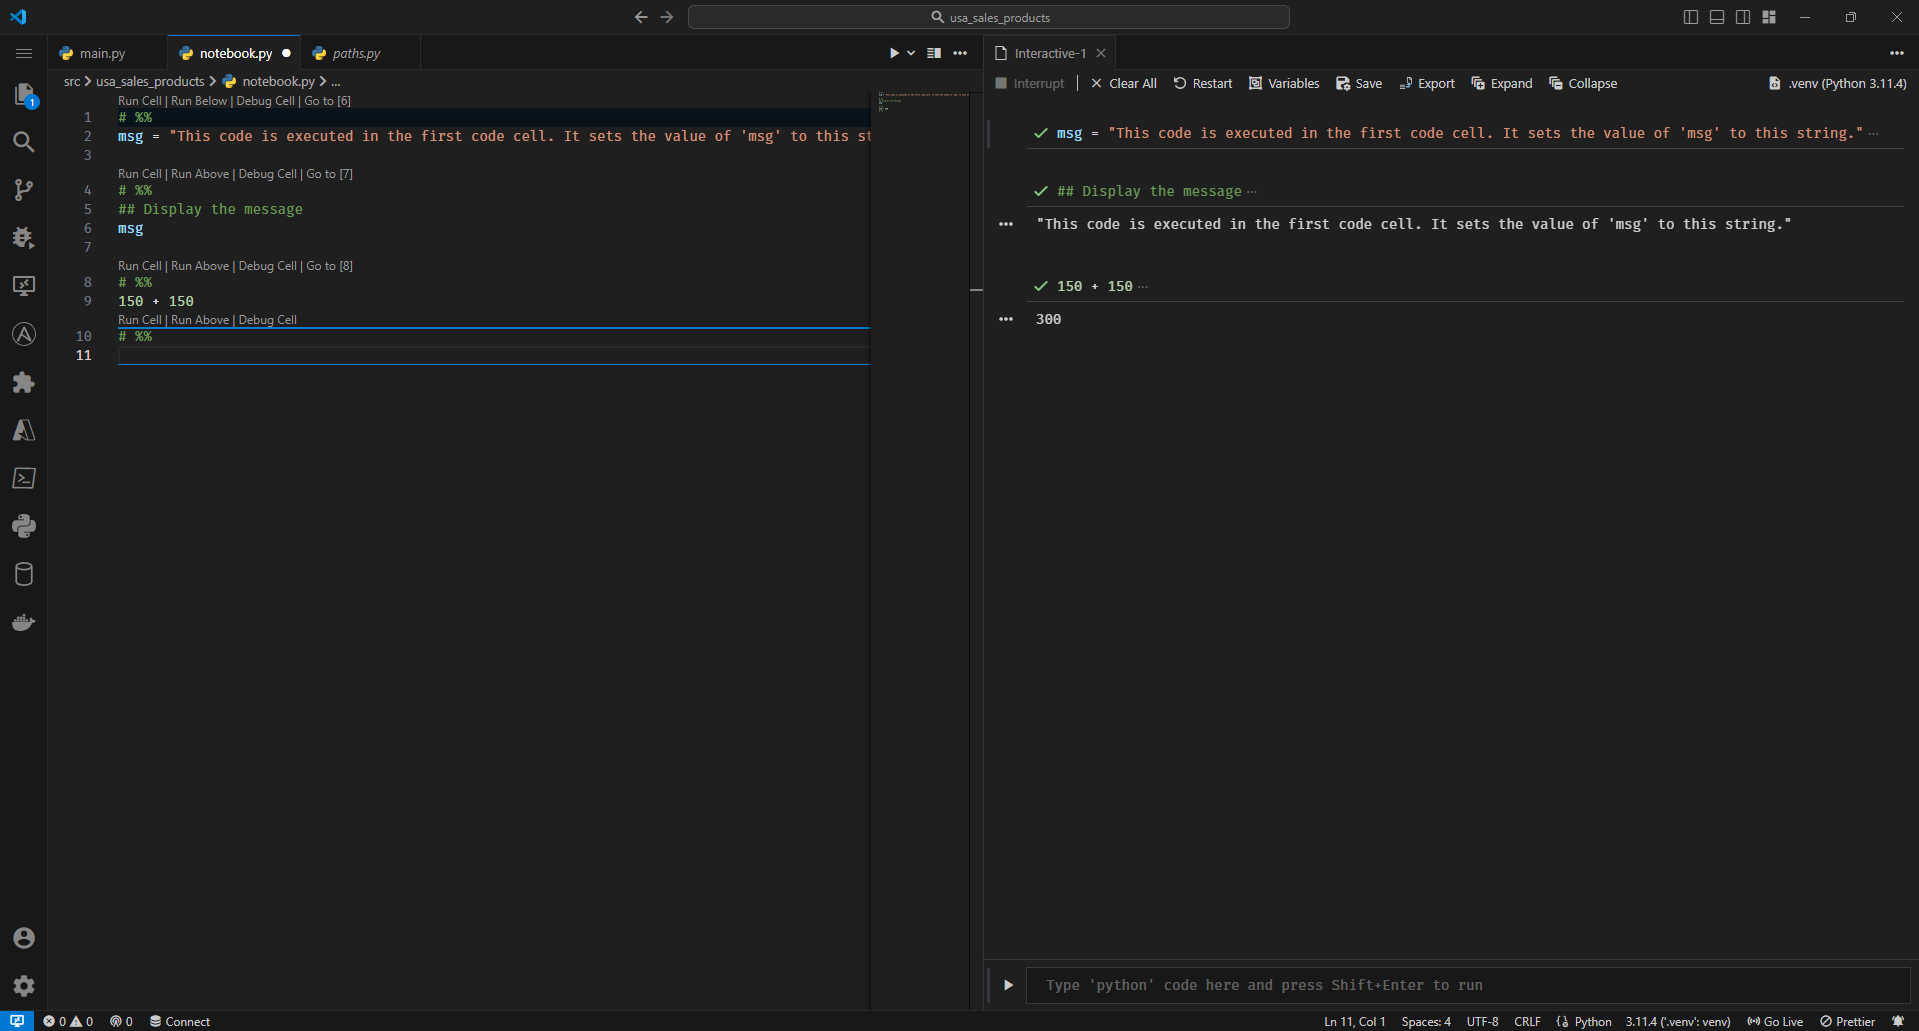 usa_sales_products
main.py
notebook.py
paths.py
src > usa_sales_products > notebook.py > ...
1
Run Cell | Run Below | Debug Cell | Go to [6]
1 # %%
2 msg = "This code is executed in the first code cell. It sets the value of 'msg' to this st
3
Run Cell | Run Above | Debug Cell | Go to [7]
4 # %%
5 ## Display the message
6 msg
7
Run Cell | Run Above | Debug Cell | Go to [8]
8 # %%
9 150 + 150
Run Cell | Run Above | Debug Cell
10 # %%
11
Interactive-1
Interrupt | Clear All Restart Variables Save Export Expand Collapse .venv (Python 3.11.4)
msg = "This code is executed in the first code cell. It sets the value of 'msg' to this string." ...
## Display the message ...
"This code is executed in the first code cell. It sets the value of 'msg' to this string."
150 + 150 ...
300
Type 'python' code here and press Shift+Enter to run
0 0 0 Connect Ln 11, Col 1 Spaces: 4 UTF-8 CRLF {} Python 3.11.4 ('.venv': venv) Go Live Prettier